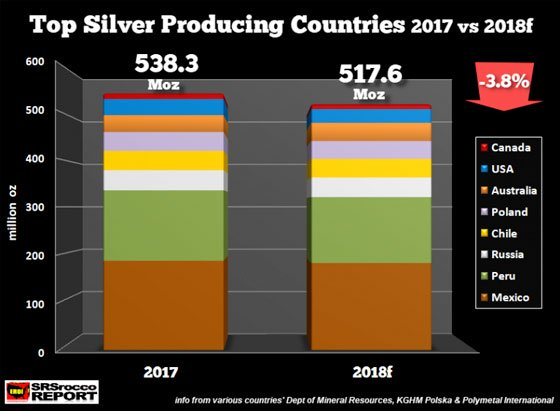 Top Silver Producing Countries 2017 vs 2018f
538.3
Moz
517.6
Moz
-3.8%
600
500
400
300
200
100
0
million oz
Canada
USA
Australia
Poland
Chile
Russia
Peru
Mexico
2017
2018f
EROI
SRSrocco
REPORT
info from various countries' Dept of Mineral Resources, KGHM Polska & Polymetal International